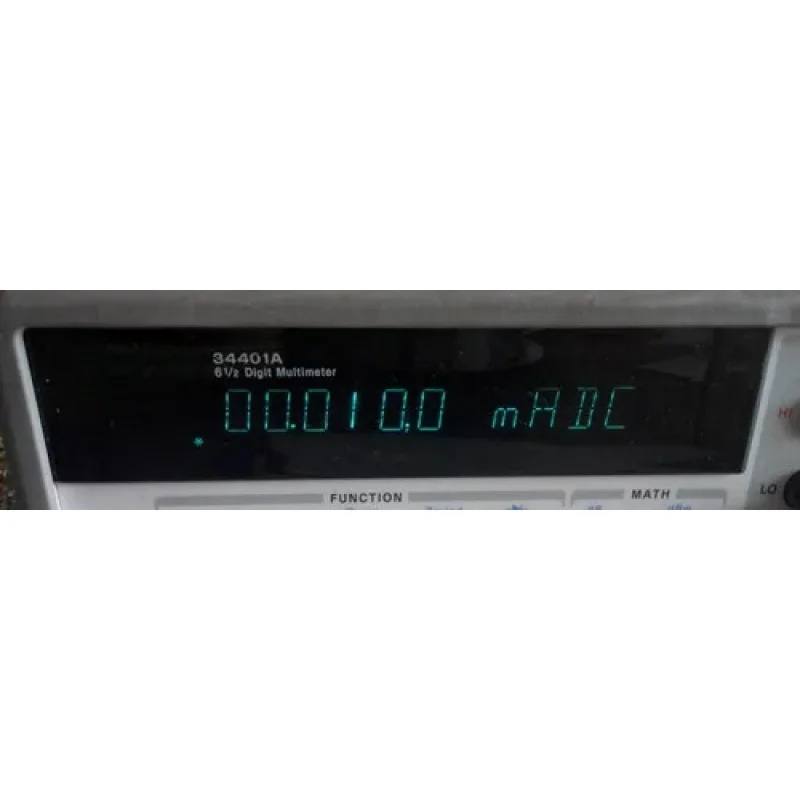 34401A
6½ Digit Multimeter
00.010,0 mADC
*
HI
LO
FUNCTION
MATH